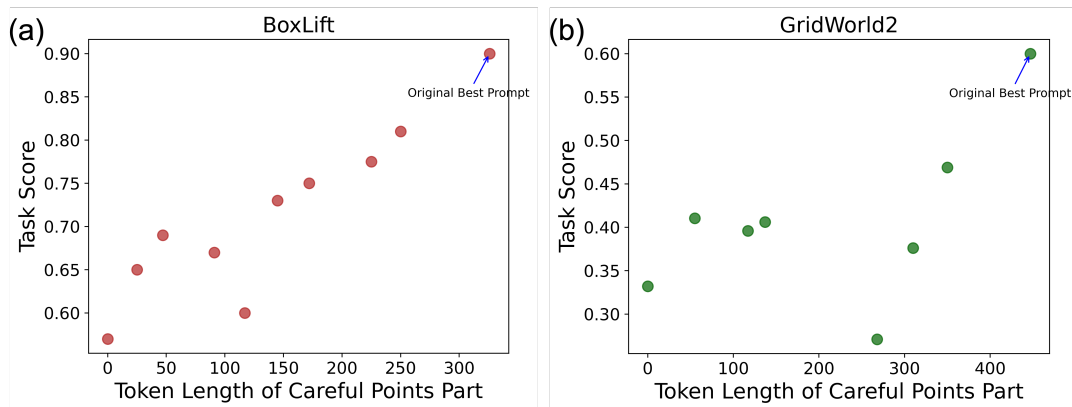 (a)
BoxLift
0.90
0.85
0.80
0.75
0.70
0.65
0.60
Task Score
Original Best Prompt
0 50 100 150 200 250 300
Token Length of Careful Points Part
(b)
GridWorld2
0.60
0.55
0.50
0.45
0.40
0.35
0.30
Task Score
Original Best Prompt
0 100 200 300 400
Token Length of Careful Points Part